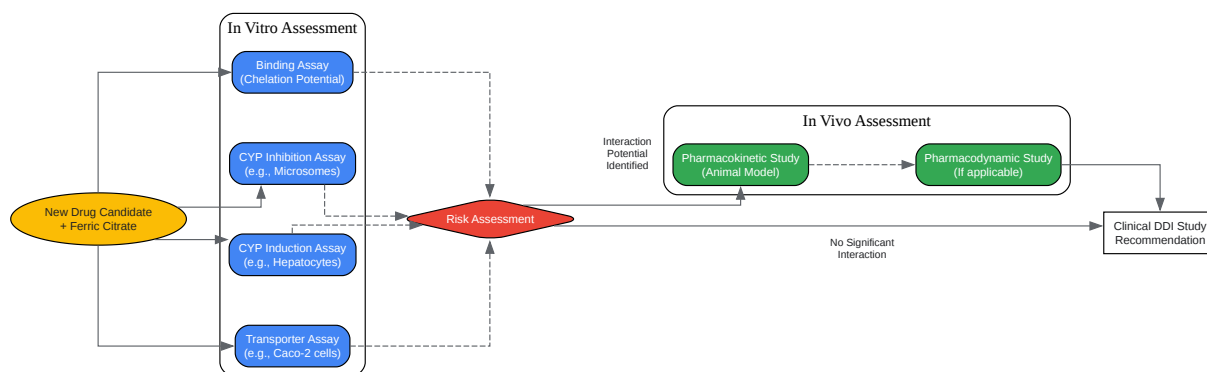 In Vitro Assessment
Binding Assay
(Chelation Potential)
CYP Inhibition Assay
(e.g., Microsomes)
New Drug Candidate
+ Ferric Citrate
CYP Induction Assay
(e.g., Hepatocytes)
Transporter Assay
(e.g., Caco-2 cells)
Risk Assessment
Interaction
Potential
Identified
In Vivo Assessment
Pharmacokinetic Study
(Animal Model)
Pharmacodynamic Study
(If applicable)
No Significant
Interaction
Clinical DDI Study
Recommendation